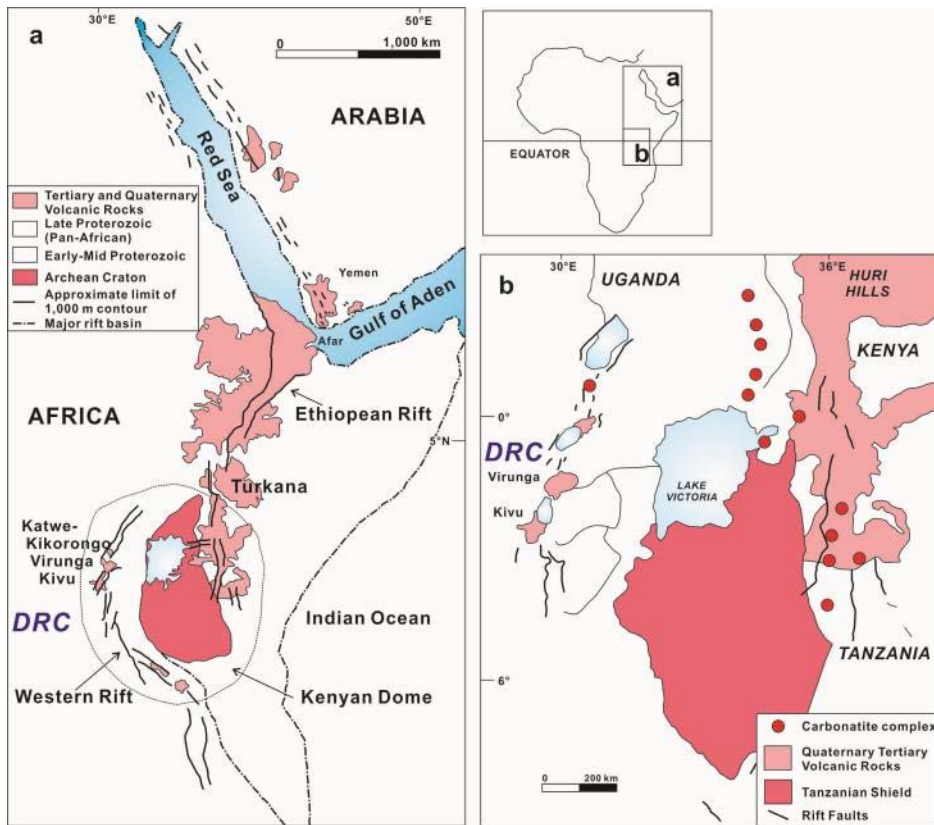 30°E
50°E
a
0
1,000 km
ARABIA
Red Sea
Tertiary and Quaternary
Volcanic Rocks
Late Proterozoic
(Pan-African)
Early-Mid Proterozoic
Archean Craton
Approximate limit of
1,000 m contour
Major rift basin
Yemen
Gulf of Aden
Afar
AFRICA
Ethiopean Rift
5°N
Turkana
Katwe-
Kikorongo
Virunga
Kivu
DRC
Indian Ocean
Western Rift
Kenyan Dome
a
EQUATOR
b
30°E
36°E
b
UGANDA
HURI
HILLS
KENYA
0°
DRC
Virunga
LAKE
VICTORIA
Kivu
TANZANIA
6°
0
200 km
Carbonatite complex
Quaternary Tertiary
Volcanic Rocks
Tanzanian Shield
Rift Faults